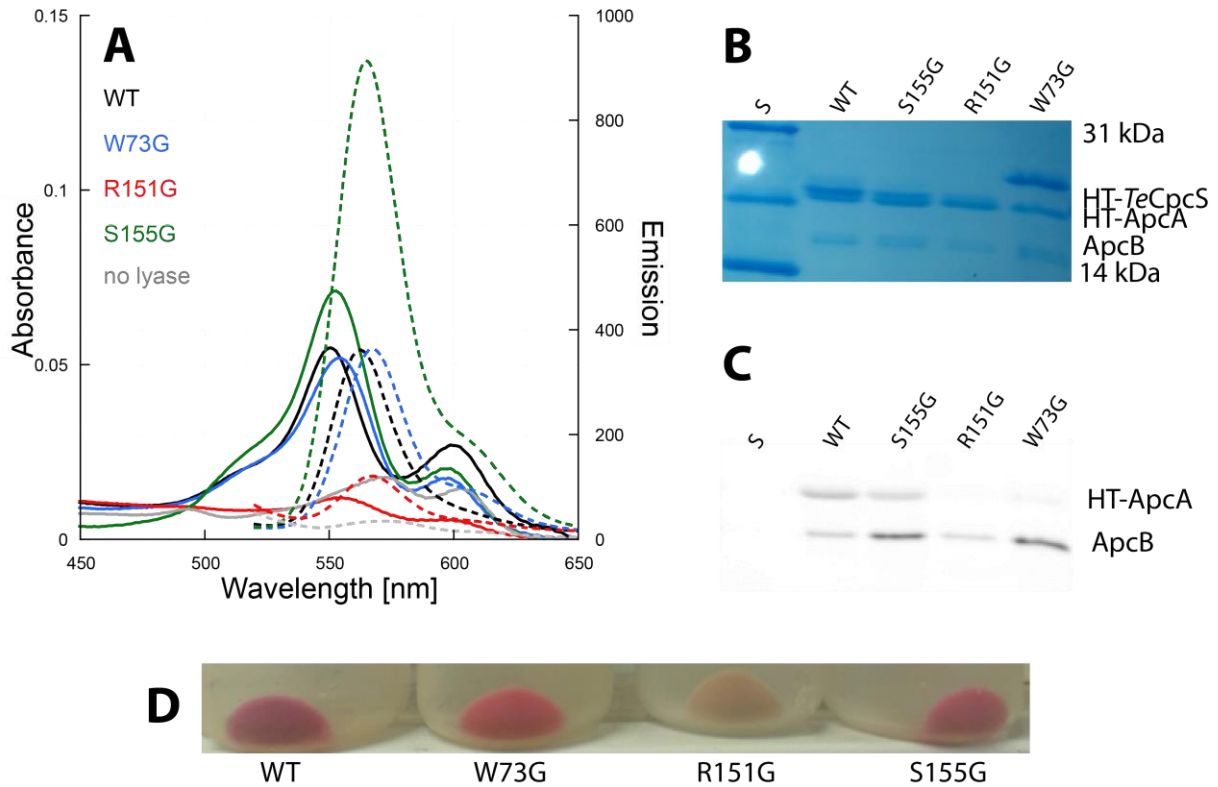 A
WT
W73G
R151G
S155G
no lyase
0.15
0.1
0.05
0
Absorbance
1000
800
600
400
200
0
Emission
450
500
550
600
650
Wavelength [nm]
B
S
WT
S155G
R151G
W73G
31 kDa
HT-TeCpcS
HT-ApcA
ApcB
14 kDa
C
S
WT
S155G
R151G
W73G
HT-ApcA
ApcB
D
WT
W73G
R151G
S155G